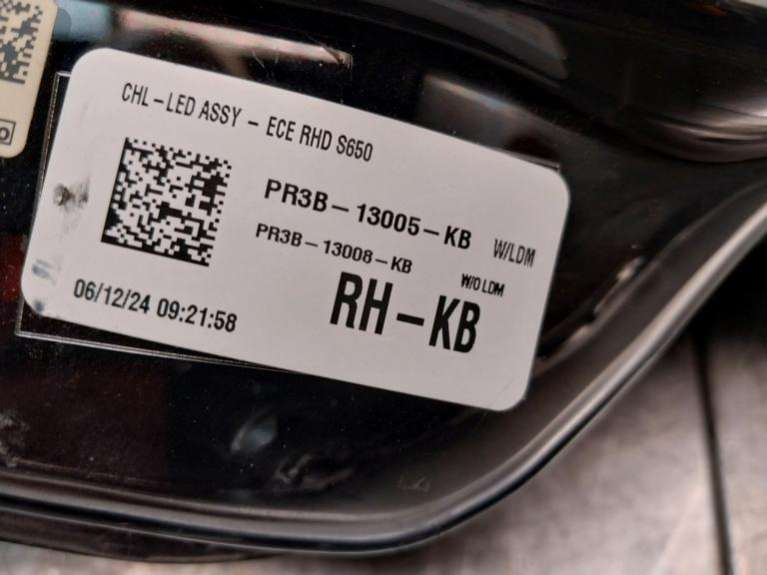 CHL-LED ASSY - ECE RHD S650
PR3B-13005-KB W/LDM
PR3B-13008-KB W/O LDM
RH-KB
06/12/24 09:21:58